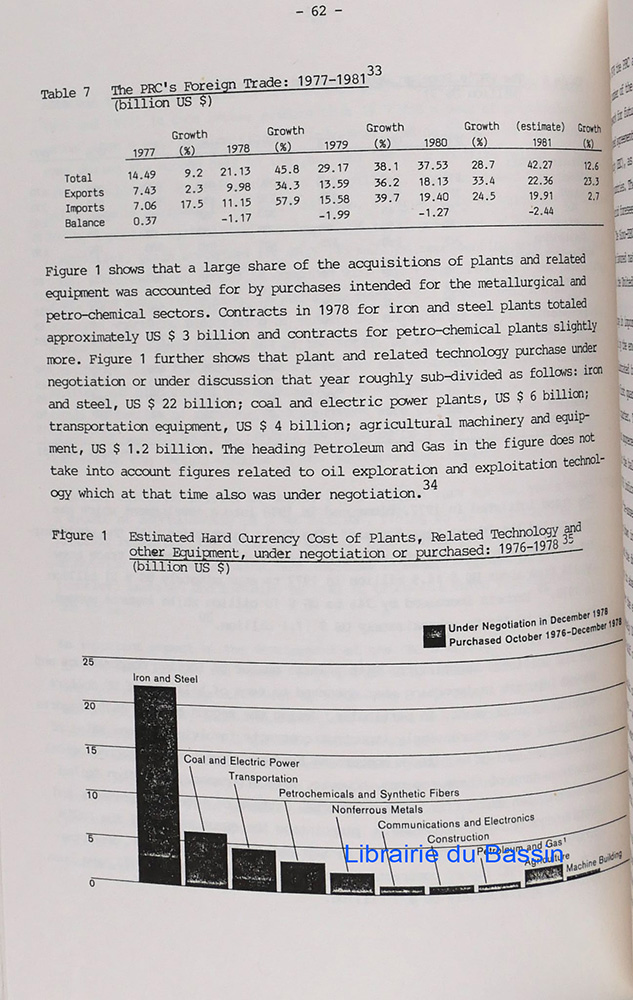 - 62 -
Table 7 The PRC's Foreign Trade: 1977-1981 33
(billion US $)
Growth Growth Growth Growth (estimate) Growth
1977 (%) 1978 (%) 1979 (%) 1980 (%) 1981 (%)
Total 14.49 9.2 21.13 45.8 29.17 38.1 37.53 28.7 42.27 12.6
Exports 7.43 2.3 9.98 34.3 13.59 36.2 18.13 33.4 22.36 23.3
Imports 7.06 17.5 11.15 57.9 15.58 39.7 19.40 24.5 19.91 2.7
Balance 0.37 -1.17 -1.99 -1.27 -2.44
Figure 1 shows that a large share of the acquisitions of plants and related
equipment was accounted for by purchases intended for the metallurgical and
petro-chemical sectors. Contracts in 1978 for iron and steel plants totaled
approximately US $ 3 billion and contracts for petro-chemical plants slightly
more. Figure 1 further shows that plant and related technology purchase under
negotiation or under discussion that year roughly sub-divided as follows: iron
and steel, US $ 22 billion; coal and electric power plants, US $ 6 billion;
transportation equipment, US $ 4 billion; agricultural machinery and equip-
ment, US $ 1.2 billion. The heading Petroleum and Gas in the figure does not
take into account figures related to oil exploration and exploitation technol-
ogy which at that time also was under negotiation. 34
Figure 1 Estimated Hard Currency Cost of Plants, Related Technology and
other Equipment, under negotiation or purchased: 1976-1978 35
(billion US $)
Under Negotiation in December 1978
Purchased October 1976-December 1978
25
Iron and Steel
20
15
Coal and Electric Power
Transportation
10
Petrochemicals and Synthetic Fibers
Nonferrous Metals
Communications and Electronics
5
Construction
Petroleum and Gas 1
Agriculture
Machine Building
0
Librairie du Bassin